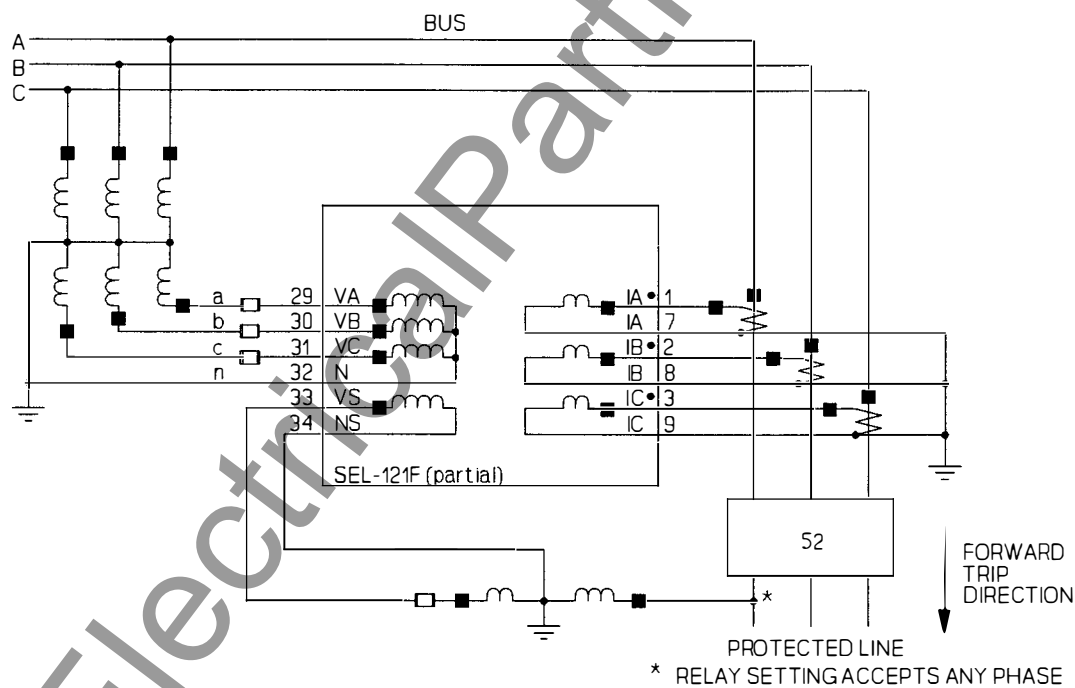 BUS
A
B
C
a 29 VA
b 30 VB
c 31 VC
n 32 N
33 VS
34 NS
IA 1
IA 7
IB 2
IB 8
IC 3
IC 9
SEL-121F (partial)
52
FORWARD
TRIP
DIRECTION
*
PROTECTED LINE
* RELAY SETTING ACCEPTS ANY PHASE
ElectricalParti